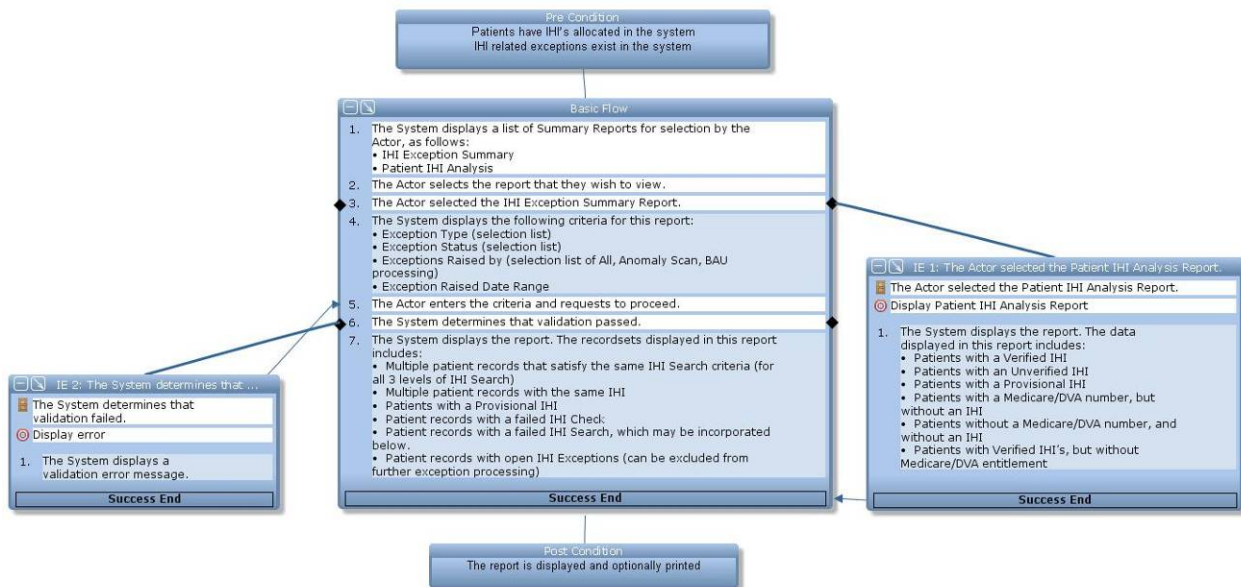 Pre Condition
Patients have IHI's allocated in the system
IHI related exceptions exist in the system
Basic Flow
1. The System displays a list of Summary Reports for selection by the
Actor, as follows:
• IHI Exception Summary
• Patient IHI Analysis
2. The Actor selects the report that they wish to view.
3. The Actor selected the IHI Exception Summary Report.
4. The System displays the following criteria for this report:
• Exception Type (selection list)
• Exception Status (selection list)
• Exceptions Raised by (selection list of All, Anomaly Scan, BAU
processing)
• Exception Raised Date Range
5. The Actor enters the criteria and requests to proceed.
6. The System determines that validation passed.
7. The System displays the report. The recordsets displayed in this report
includes:
• Multiple patient records that satisfy the same IHI Search criteria (for
all 3 levels of IHI Search)
• Multiple patient records with the same IHI
• Patients with a Provisional IHI
• Patient records with a failed IHI Check
• Patient records with a failed IHI Search, which may be incorporated
below.
• Patient records with open IHI Exceptions (can be excluded from
further exception processing)
Success End
IE 1: The Actor selected the Patient IHI Analysis Report.
The Actor selected the Patient IHI Analysis Report.
Display Patient IHI Analysis Report
1. The System displays the report. The data
displayed in this report includes:
• Patients with a Verified IHI
• Patients with an Unverified IHI
• Patients with a Provisional IHI
• Patients with a Medicare/DVA number, but
without an IHI
• Patients without a Medicare/DVA number, and
without an IHI
• Patients with Verified IHI's, but without
Medicare/DVA entitlement
Success End
IE 2: The System determines that ...
The System determines that
validation failed.
Display error
1. The System displays a
validation error message.
Success End
Post Condition
The report is displayed and optionally printed